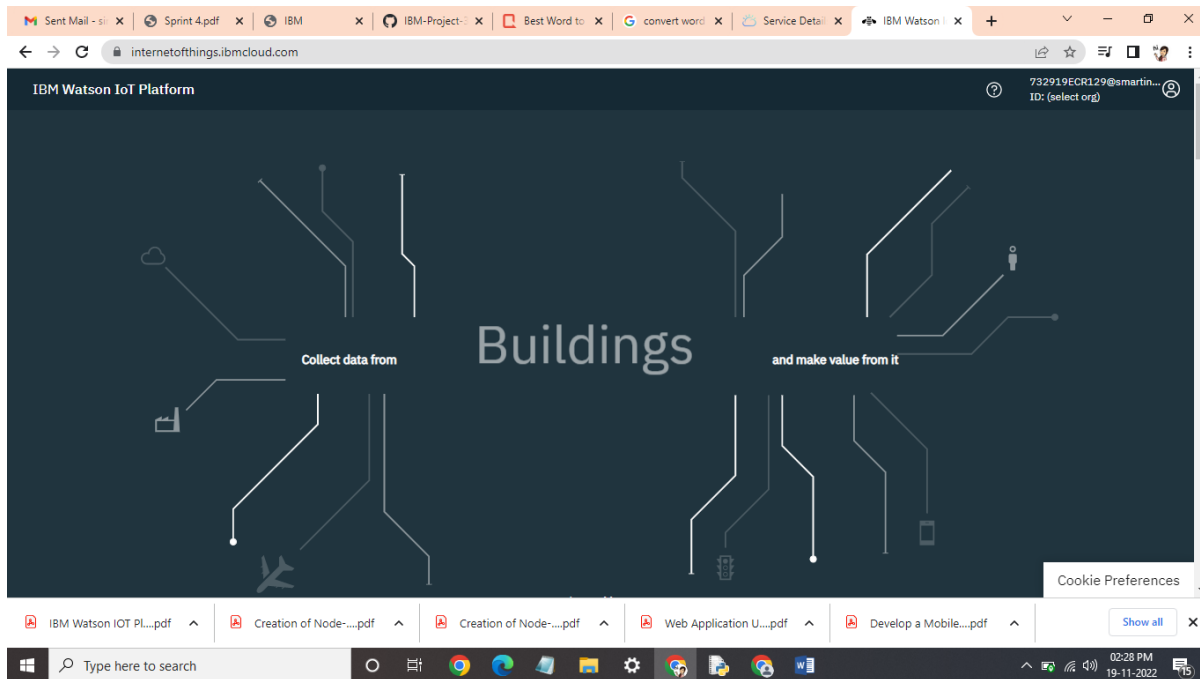 Sent Mail - sir
Sprint 4.pdf
IBM
IBM-Project-3
Best Word to
convert word
Service Detail
IBM Watson I
internetofthings.ibmcloud.com
IBM Watson IoT Platform
732919ECR129@smartin...
ID: (select org)
Collect data from
Buildings
and make value from it
Cookie Preferences
IBM Watson IOT Pl....pdf
Creation of Node-....pdf
Creation of Node-....pdf
Web Application U....pdf
Develop a Mobile....pdf
Show all
Type here to search
02:28 PM
19-11-2022
15